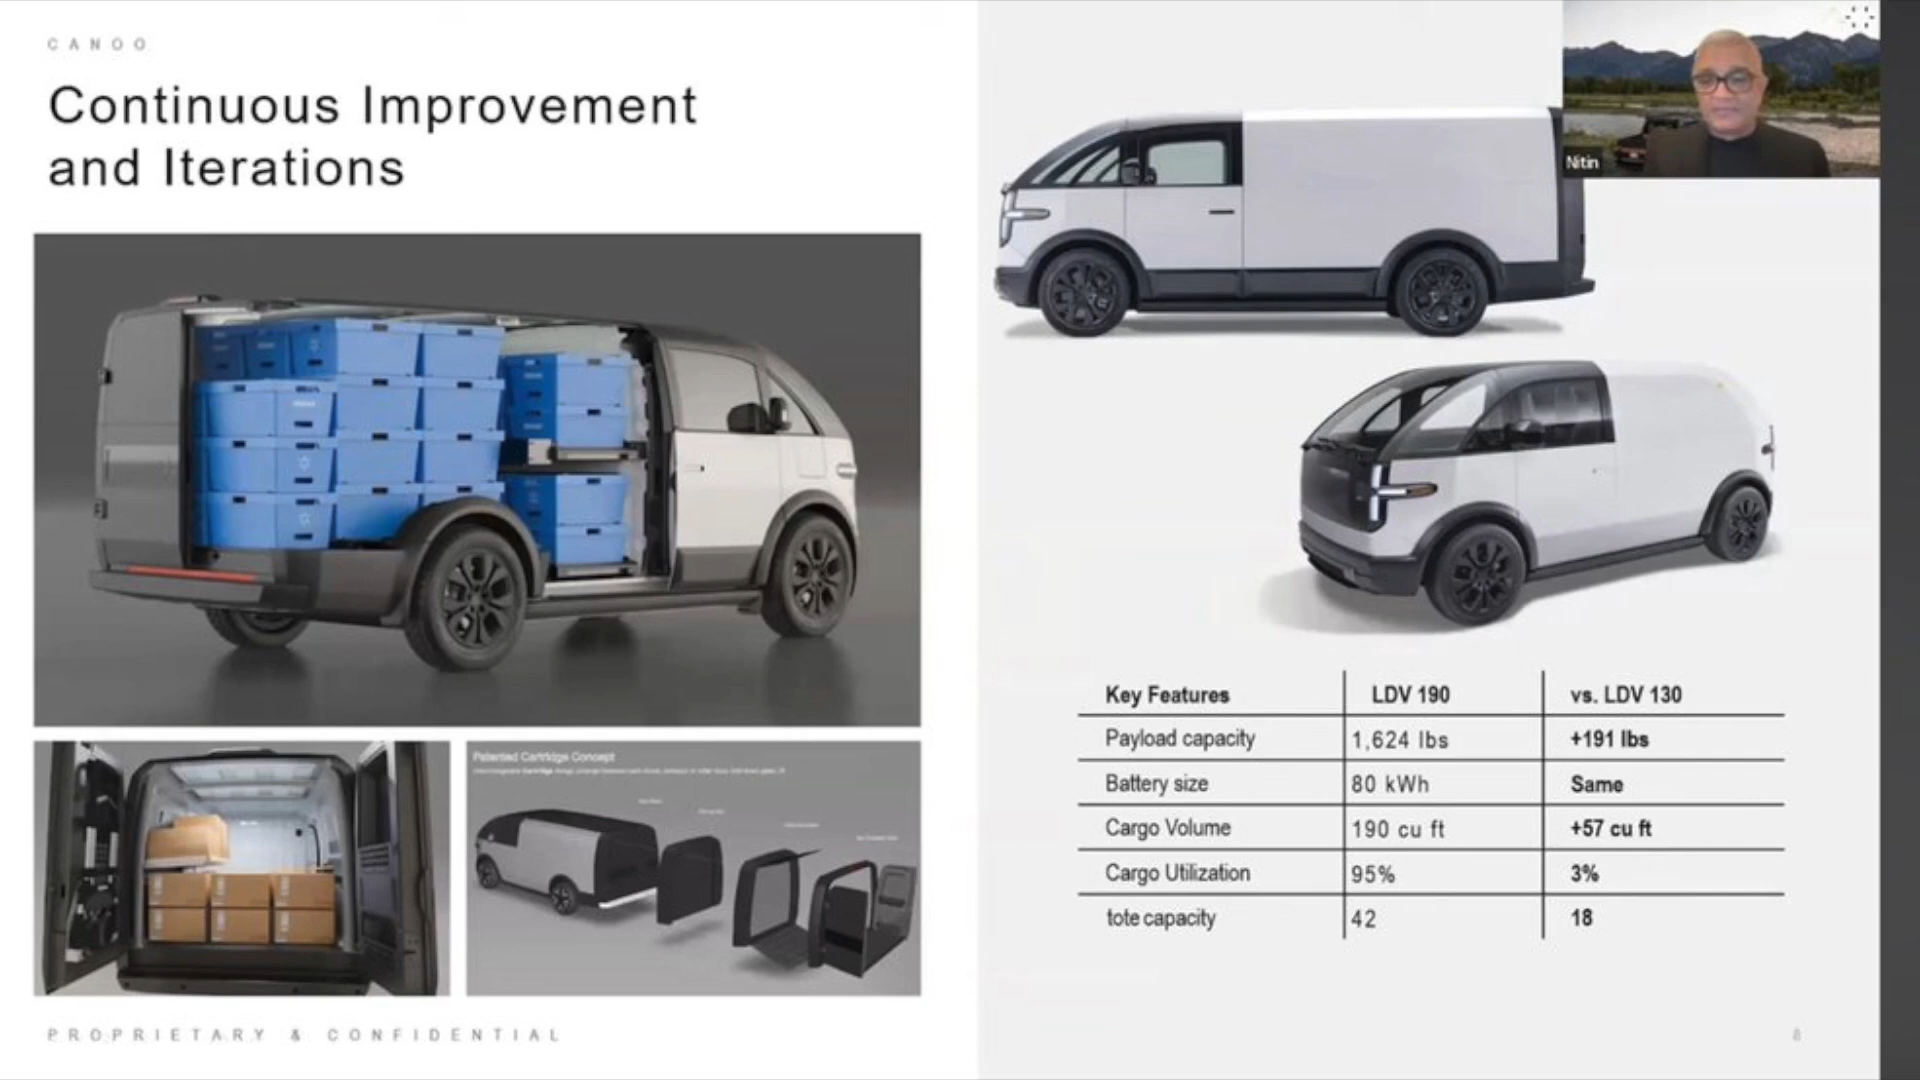 CANOO
Continuous Improvement
and Iterations
Nitin
Patented Cartridge Concept
Key Features LDV 190 vs. LDV 130
Payload capacity 1,624 lbs +191 lbs
Battery size 80 kWh Same
Cargo Volume 190 cu ft +57 cu ft
Cargo Utilization 95% 3%
tote capacity 42 18
PROPRIETARY & CONFIDENTIAL
8